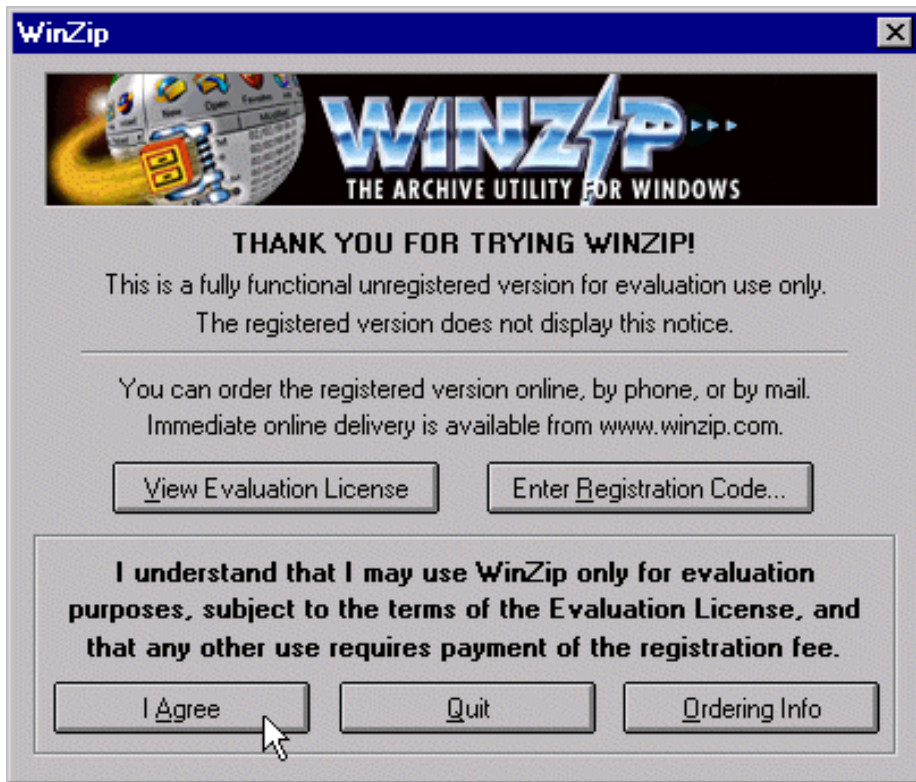 WinZip
New Open Favorites
Modified
WINZIP
THE ARCHIVE UTILITY FOR WINDOWS
THANK YOU FOR TRYING WINZIP!
This is a fully functional unregistered version for evaluation use only.
The registered version does not display this notice.
You can order the registered version online, by phone, or by mail.
Immediate online delivery is available from www.winzip.com.
View Evaluation License
Enter Registration Code...
I understand that I may use WinZip only for evaluation
purposes, subject to the terms of the Evaluation License, and
that any other use requires payment of the registration fee.
I Agree
Quit
Ordering Info